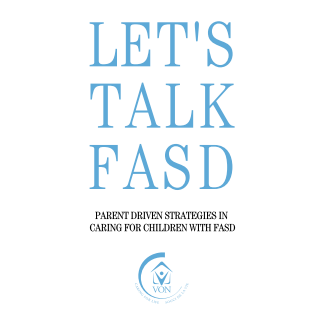 LET'S
TALK
FASD
PARENT DRIVEN STRATEGIES IN
CARING FOR CHILDREN WITH FASD
VON